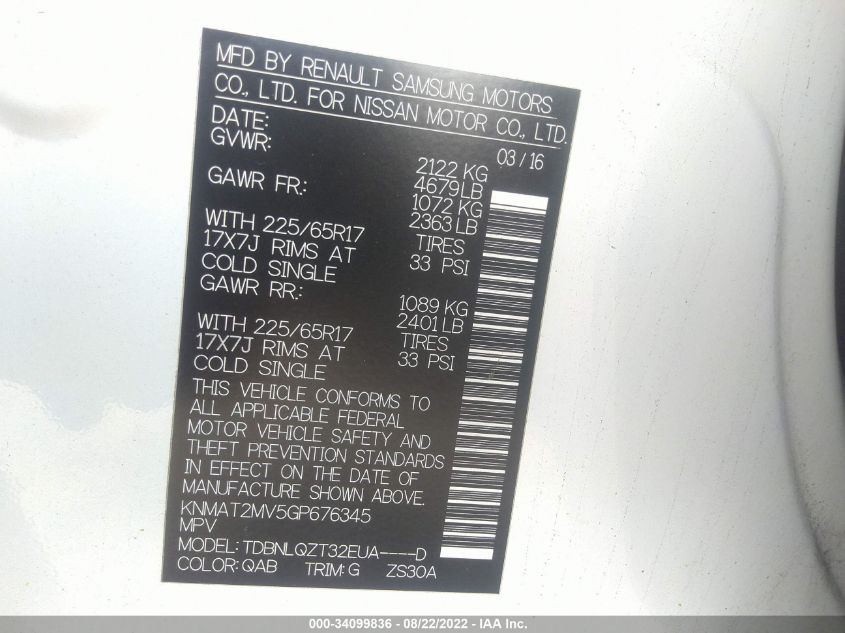 MFD BY RENAULT SAMSUNG MOTORS
CO., LTD. FOR NISSAN MOTOR CO., LTD.
DATE: 03/16
GVWR: 2122 KG
4679LB
GAWR FR: 1072 KG
2363 LB
WITH 225/65R17 TIRES
17X7J RIMS AT 33 PSI
COLD SINGLE
GAWR RR: 1089 KG
2401LB
WITH 225/65R17 TIRES
17X7J RIMS AT 33 PSI
COLD SINGLE
THIS VEHICLE CONFORMS TO
ALL APPLICABLE FEDERAL
MOTOR VEHICLE SAFETY AND
THEFT PREVENTION STANDARDS
IN EFFECT ON THE DATE OF
MANUFACTURE SHOWN ABOVE.
KNMAT2MV5GP676345
MPV
MODEL: TDBNLQZT32EUA----D
COLOR: QAB TRIM: G ZS30A
000-34099836 - 08/22/2022 - IAA Inc.